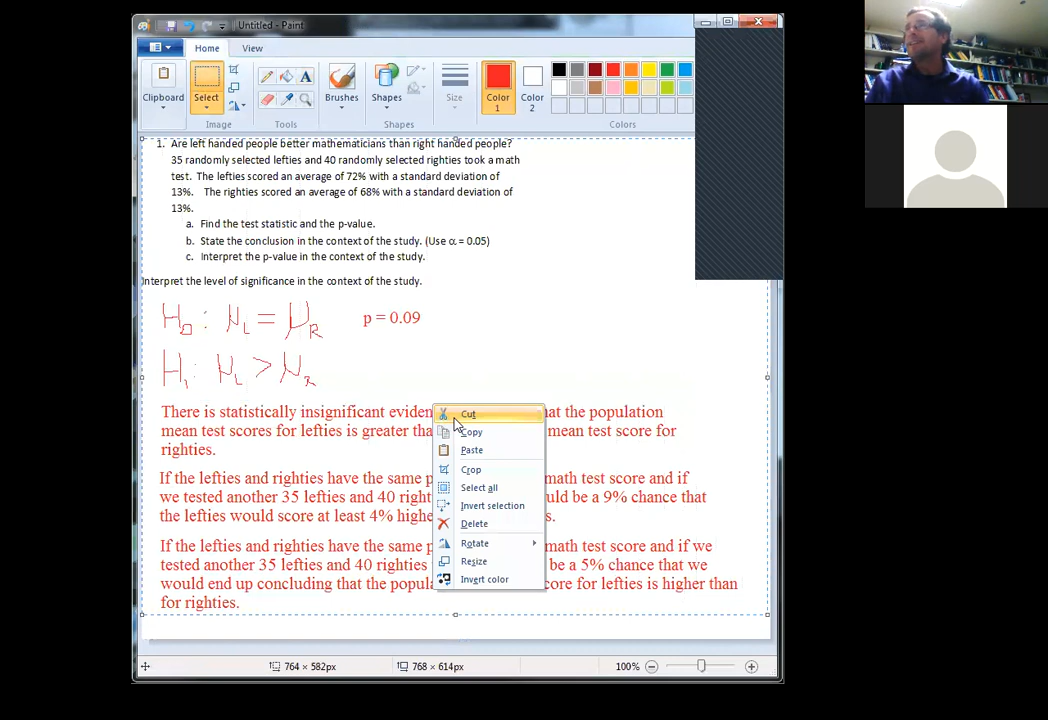 Untitled - Paint
Home View
Clipboard
Select
Brushes
Shapes
Size
Color
1
Color
2
Image
Tools
Shapes
Colors
1. Are left handed people better mathematicians than right handed people?
35 randomly selected lefties and 40 randomly selected righties took a math
test. The lefties scored an average of 72% with a standard deviation of
13%. The righties scored an average of 68% with a standard deviation of
13%.
a. Find the test statistic and the p-value.
b. State the conclusion in the context of the study. (Use α = 0.05)
c. Interpret the p-value in the context of the study.
Interpret the level of significance in the context of the study.
H0 : μL = μR p = 0.09
H1 : μL > μR
There is statistically insignificant eviden at the population
mean test scores for lefties is greater tha mean test score for
righties.
If the lefties and righties have the same p math test score and if
we tested another 35 lefties and 40 right uld be a 9% chance that
the lefties would score at least 4% highe s.
If the lefties and righties have the same p math test score and if we
tested another 35 lefties and 40 righties be a 5% chance that we
would end up concluding that the popula core for lefties is higher than
for righties.
Cut
Copy
Paste
Crop
Select all
Invert selection
Delete
Rotate
Resize
Invert color
764 × 582px 768 × 614px 100%